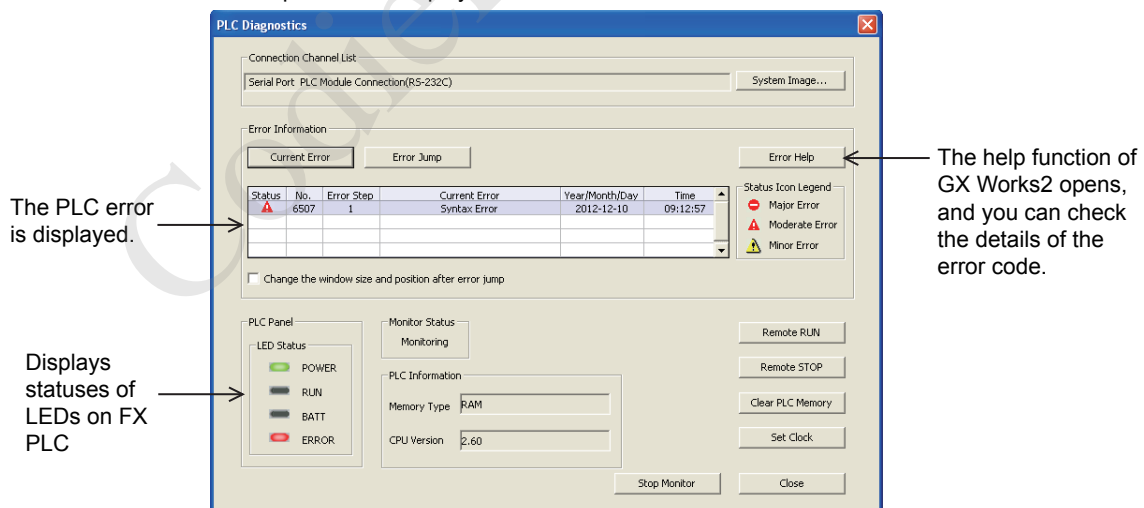 PLC Diagnostics
Connection Channel List
Serial Port PLC Module Connection(RS-232C)
System Image...
Error Information
Current Error
Error Jump
Error Help
Status No. Error Step Current Error Year/Month/Day Time
6507 1 Syntax Error 2012-12-10 09:12:57
Status Icon Legend
Major Error
Moderate Error
Minor Error
Change the window size and position after error jump
The PLC error
is displayed.
The help function of
GX Works2 opens,
and you can check
the details of the
error code.
PLC Panel
LED Status
POWER
RUN
BATT
ERROR
Displays
statuses of
LEDs on FX
PLC
Monitor Status
Monitoring
PLC Information
Memory Type RAM
CPU Version 2.60
Remote RUN
Remote STOP
Clear PLC Memory
Set Clock
Stop Monitor
Close